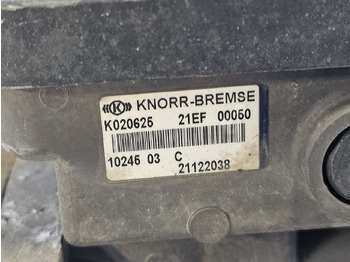 ((K)) KNORR-BREMSE
K020625 21EF 00050
10245 03 C
21122038